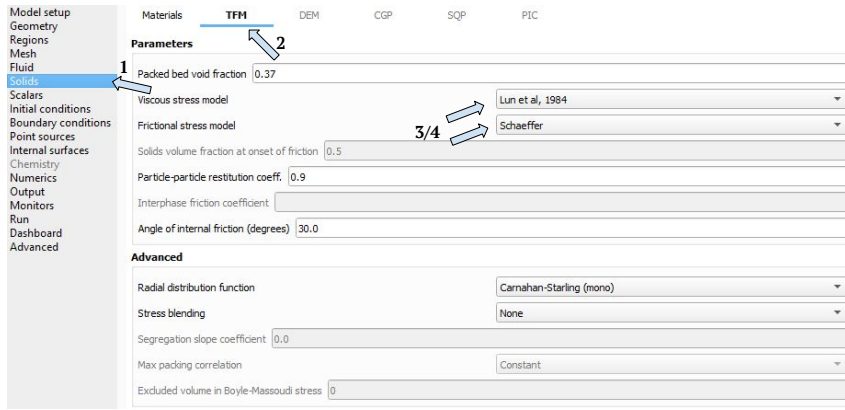 Model setup
Geometry
Regions
Mesh
Fluid
Solids
Scalars
Initial conditions
Boundary conditions
Point sources
Internal surfaces
Chemistry
Numerics
Output
Monitors
Run
Dashboard
Advanced
1
Materials TFM DEM CGP SQP PIC
2
Parameters
Packed bed void fraction 0.37
Viscous stress model Lun et al, 1984
3/4
Frictional stress model Schaeffer
Solids volume fraction at onset of friction 0.5
Particle-particle restitution coeff. 0.9
Interphase friction coefficient
Angle of internal friction (degrees) 30.0
Advanced
Radial distribution function Carnahan-Starling (mono)
Stress blending None
Segregation slope coefficient 0.0
Max packing correlation Constant
Excluded volume in Boyle-Massoudi stress 0